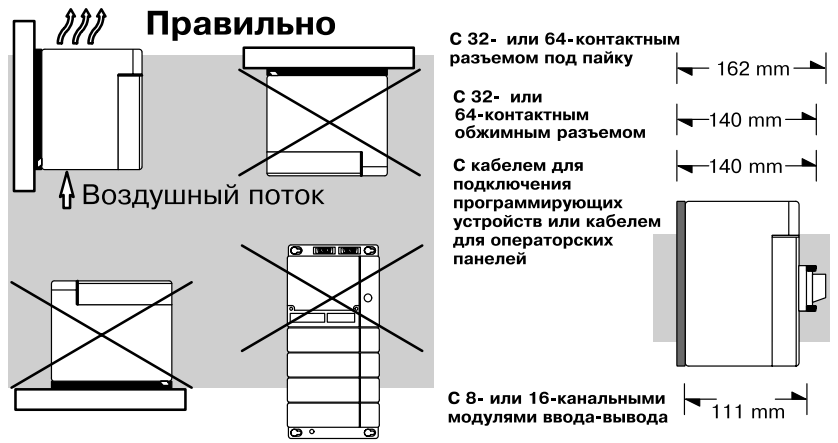 Правильно
Воздушный поток
С 32- или 64-контактным
разъемом под пайку
162 mm
С 32- или
64-контактным
обжимным разъемом
140 mm
С кабелем для
подключения
программирующих
устройств или кабелем
для операторских
панелей
140 mm
С 8- или 16-канальными
модулями ввода-вывода
111 mm